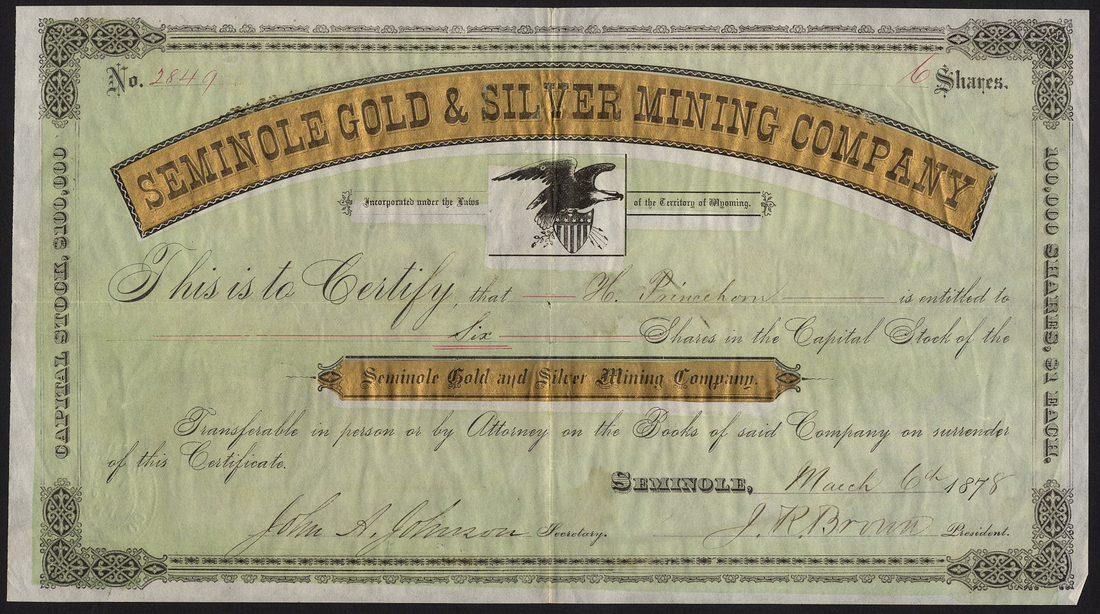 No. 2849
6 Shares.
SEMINOLE GOLD & SILVER MINING COMPANY
Incorporated under the Laws of the Territory of Wyoming.
CAPITAL STOCK, $100,000
100,000 SHARES, $1 EACH.
This is to Certify, that H. Princehorn is entitled to
Six Shares in the Capital Stock of the
Seminole Gold and Silver Mining Company.
Transferable in person or by Attorney on the Books of said Company on surrender
of this Certificate.
SEMINOLE, March 6th 1878
John A. Johnson Secretary. J. R. Brown President.